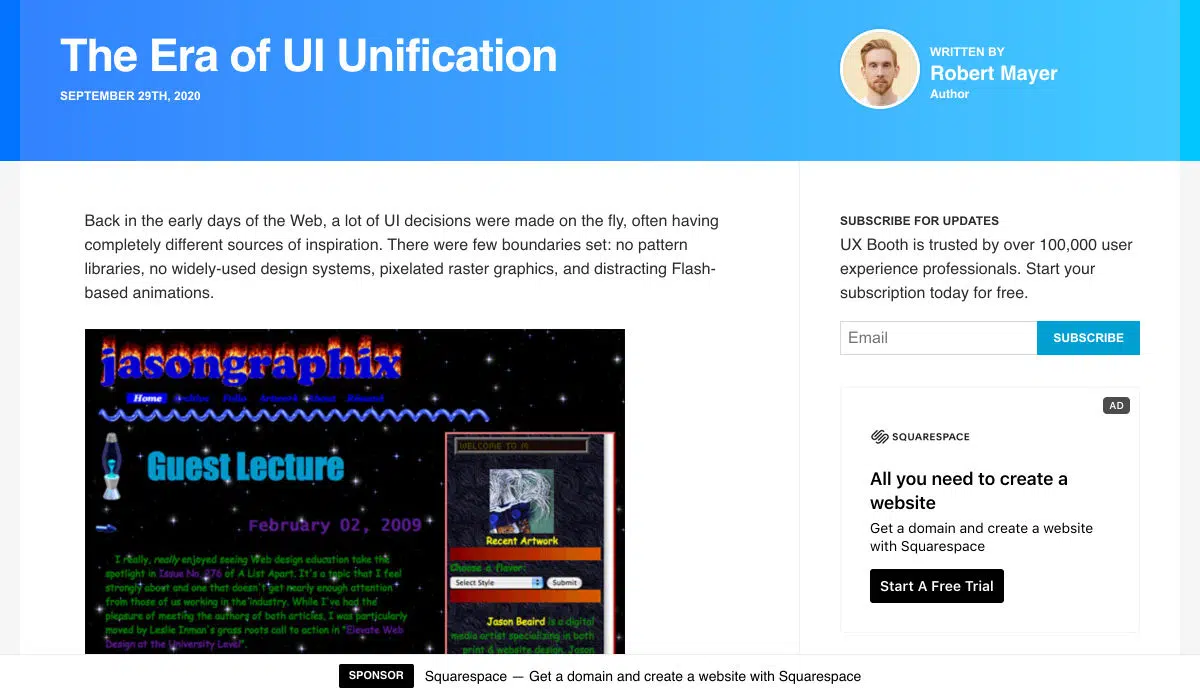 The Era of UI Unification
SEPTEMBER 29TH, 2020
WRITTEN BY
Robert Mayer
Author
Back in the early days of the Web, a lot of UI decisions were made on the fly, often having
completely different sources of inspiration. There were few boundaries set: no pattern
libraries, no widely-used design systems, pixelated raster graphics, and distracting Flash-
based animations.
jasongraphix
Home Archive Folio Artwork About Résumé
Guest Lecture
February 02, 2009
I really, really enjoyed seeing Web design education take the
spotlight in Issue No. 276 of A List Apart. It's a topic that I feel
strongly about and one that doesn't get nearly enough attention
from those of us working in the industry. While I've had the
pleasure of meeting the authors of both articles, I was particularly
moved by Leslie Inman's grass roots call to action in "Elevate Web
Design at the University Level".
WELCOME TO M
Recent Artwork
Choose a flavor:
Select Style Submit
Jason Beaird is a digital
media artist specializing in both
print & website design. Jason
SUBSCRIBE FOR UPDATES
UX Booth is trusted by over 100,000 user
experience professionals. Start your
subscription today for free.
Email SUBSCRIBE
AD
SQUARESPACE
All you need to create a
website
Get a domain and create a website
with Squarespace
Start A Free Trial
SPONSOR Squarespace — Get a domain and create a website with Squarespace